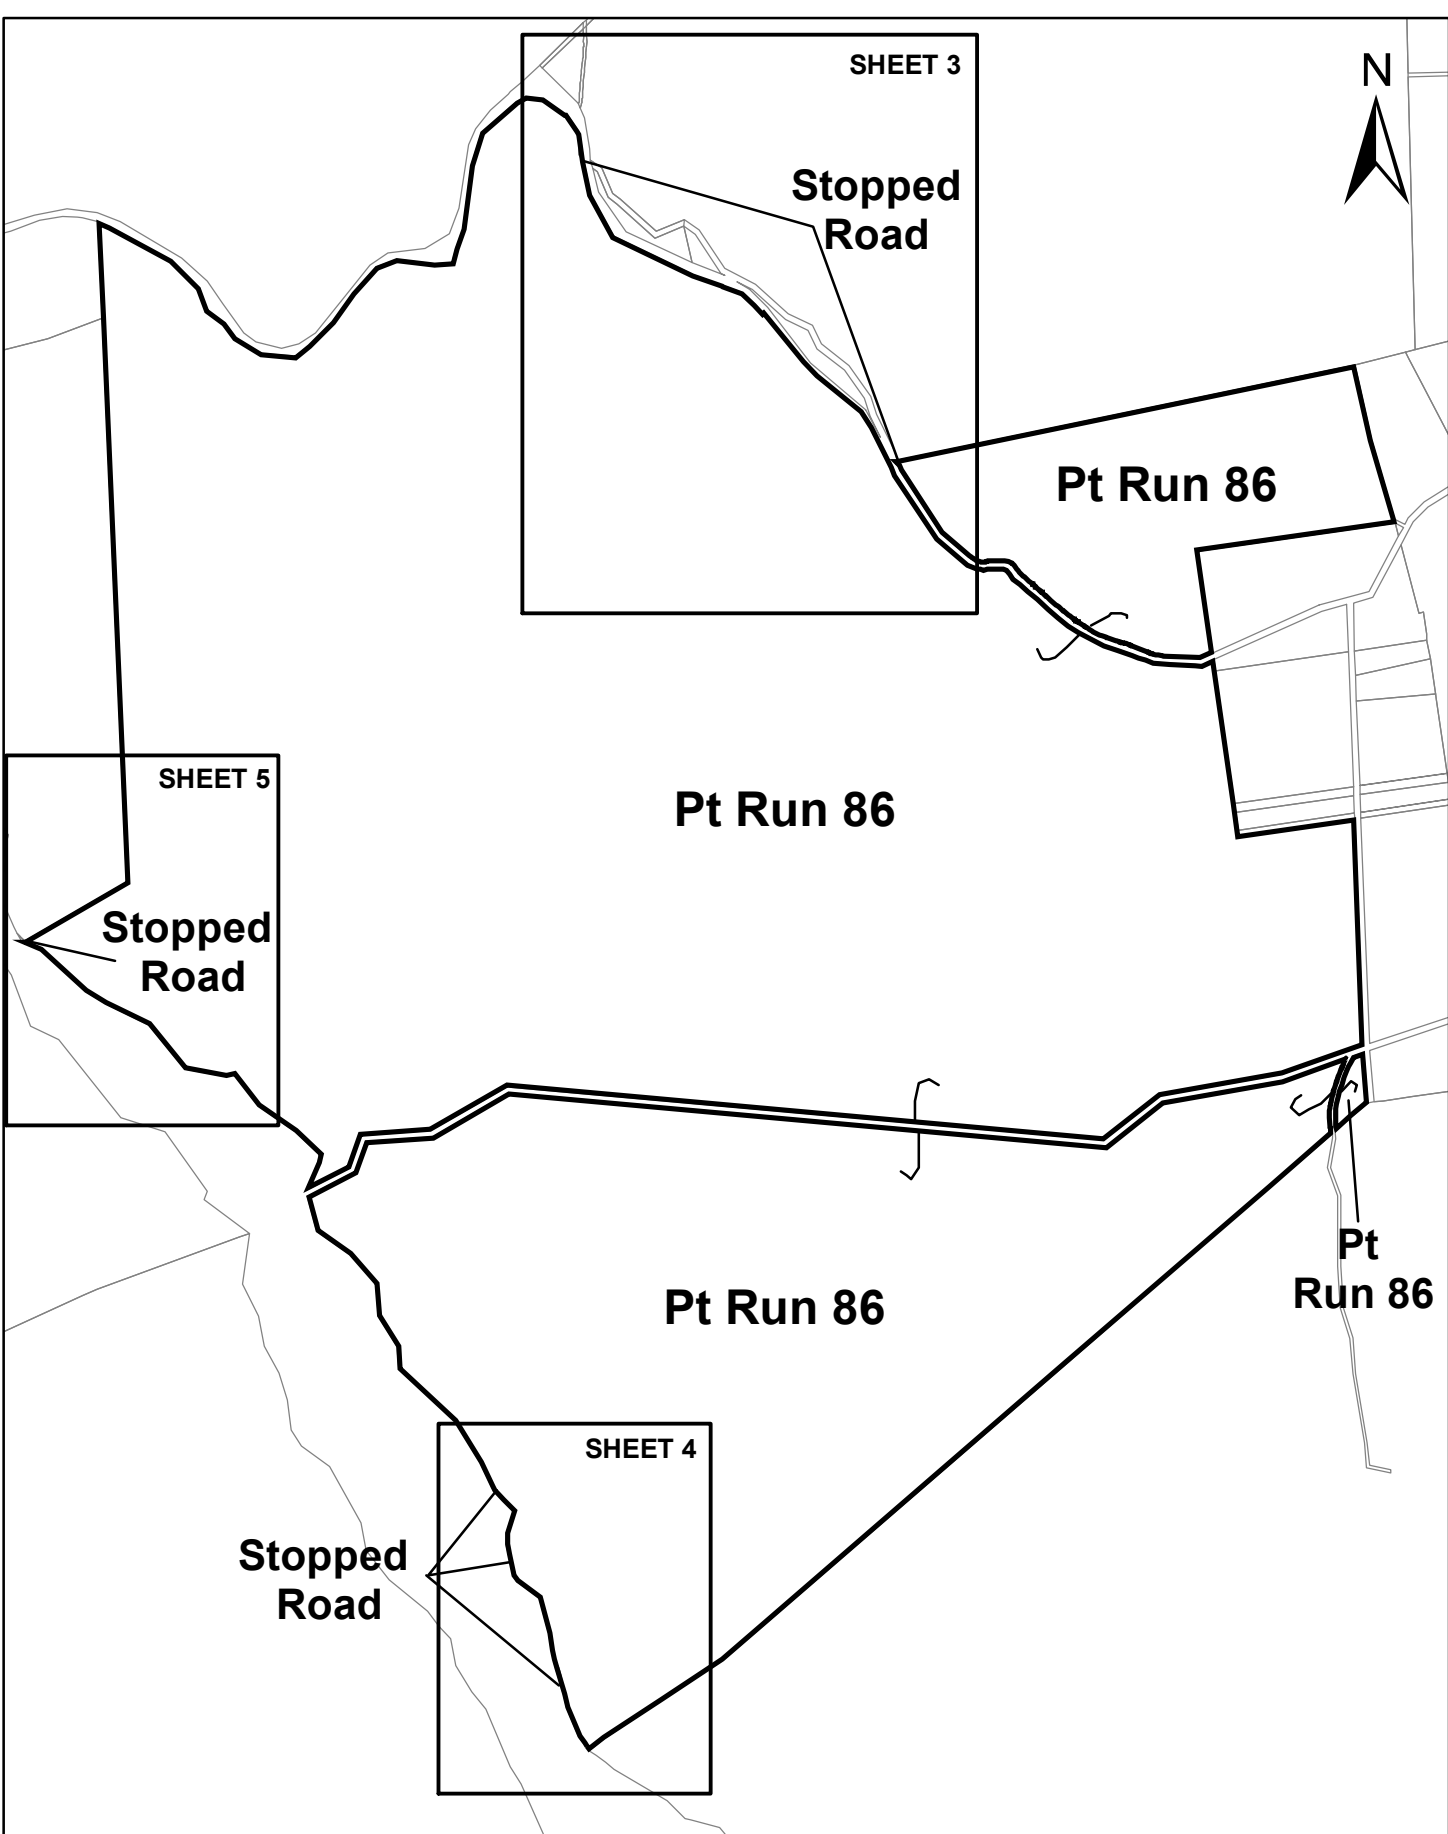 SHEET 3
N
Stopped
Road
Pt Run 86
SHEET 5
Pt Run 86
Stopped
Road
Pt
Run 86
Pt Run 86
SHEET 4
Stopped
Road